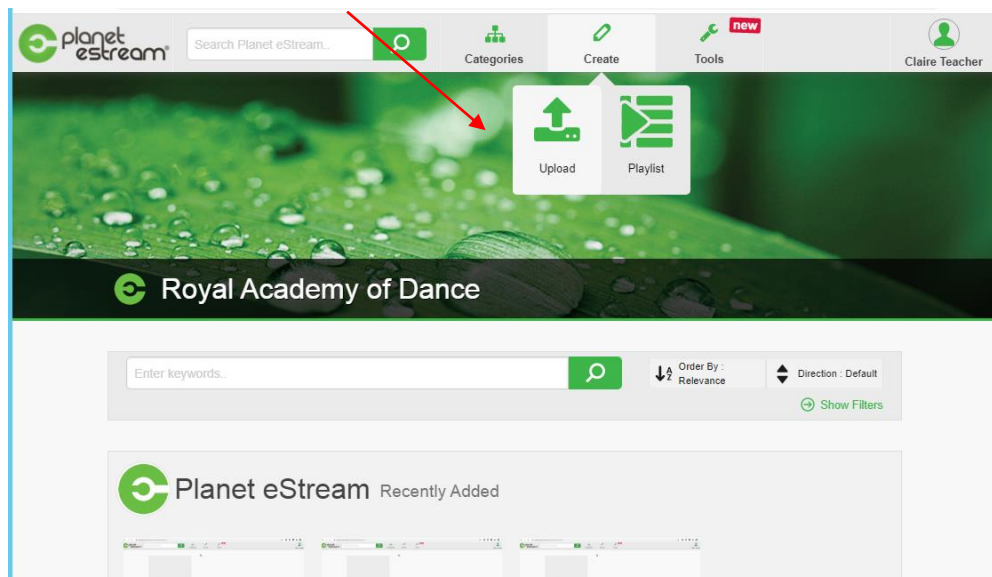 planet
estream
Search Planet eStream..
Categories
Create
Tools
new
Claire Teacher
Upload
Playlist
Royal Academy of Dance
Enter keywords..
Order By :
Relevance
Direction : Default
Show Filters
Planet eStream Recently Added